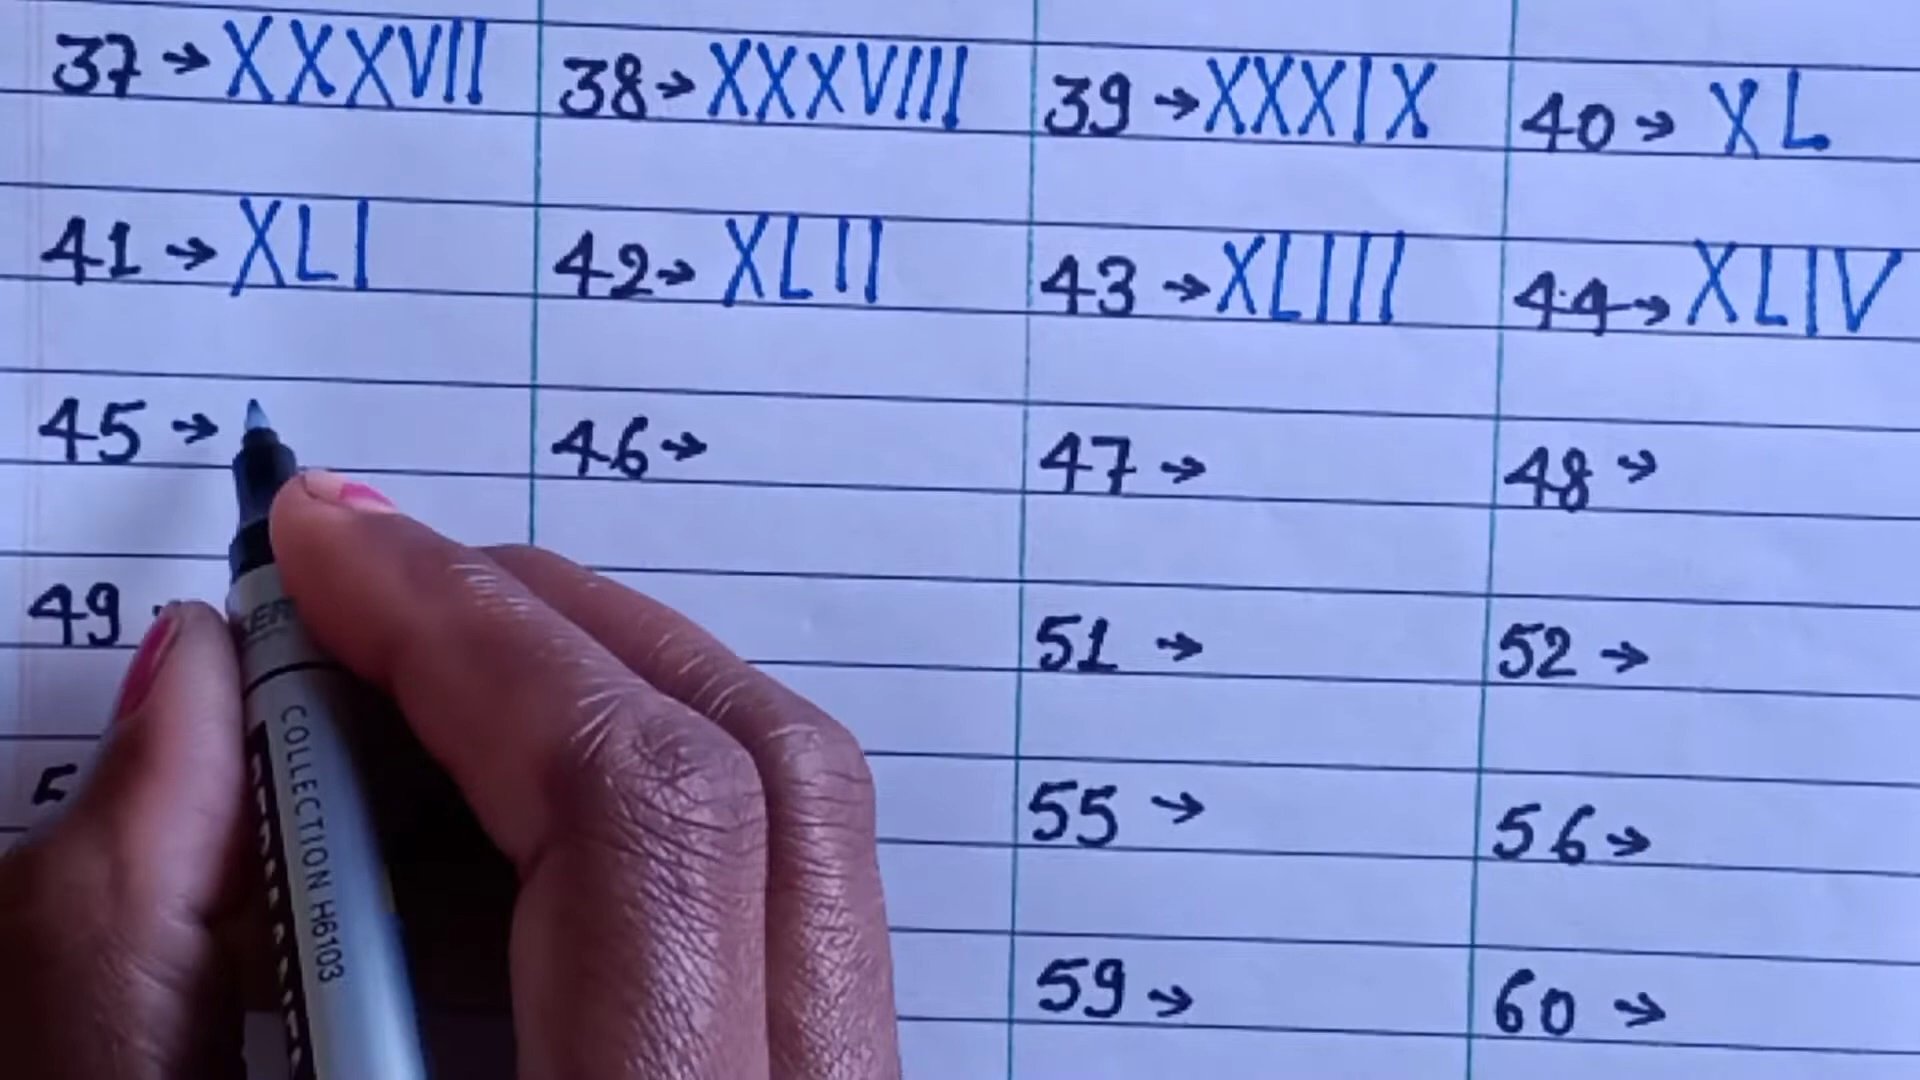 37 → XXXVII 38 → XXXVIII 39 → XXXIX 40 → XL
41 → XLI 42 → XLII 43 → XLIII 44 → XLIV
45 → 46 → 47 → 48 →
49 51 → 52 →
55 → 56 →
59 → 60 →
COLLECTION H6103